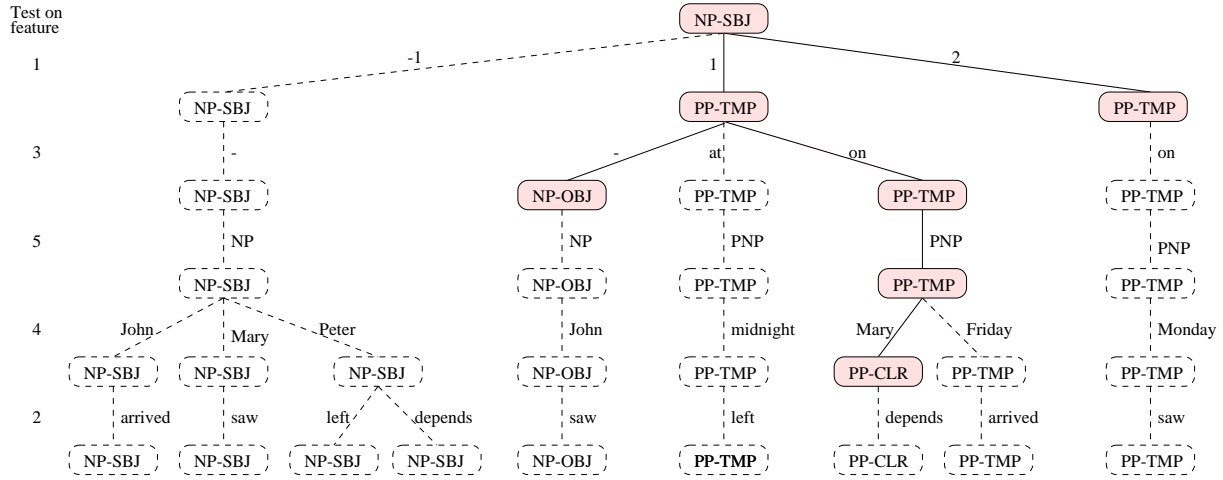 Test on
feature
NP-SBJ
1
-1
1
2
NP-SBJ
PP-TMP
PP-TMP
3
-
-
at
on
on
NP-SBJ
NP-OBJ
PP-TMP
PP-TMP
PP-TMP
5
NP
NP
PNP
PNP
PNP
NP-SBJ
NP-OBJ
PP-TMP
PP-TMP
PP-TMP
4
John
Mary
Peter
John
midnight
Mary
Friday
Monday
NP-SBJ
NP-SBJ
NP-SBJ
NP-OBJ
PP-TMP
PP-CLR
PP-TMP
PP-TMP
2
arrived
saw
left
depends
saw
left
depends
arrived
saw
NP-SBJ
NP-SBJ
NP-SBJ
NP-SBJ
NP-OBJ
PP-TMP
PP-CLR
PP-TMP
PP-TMP